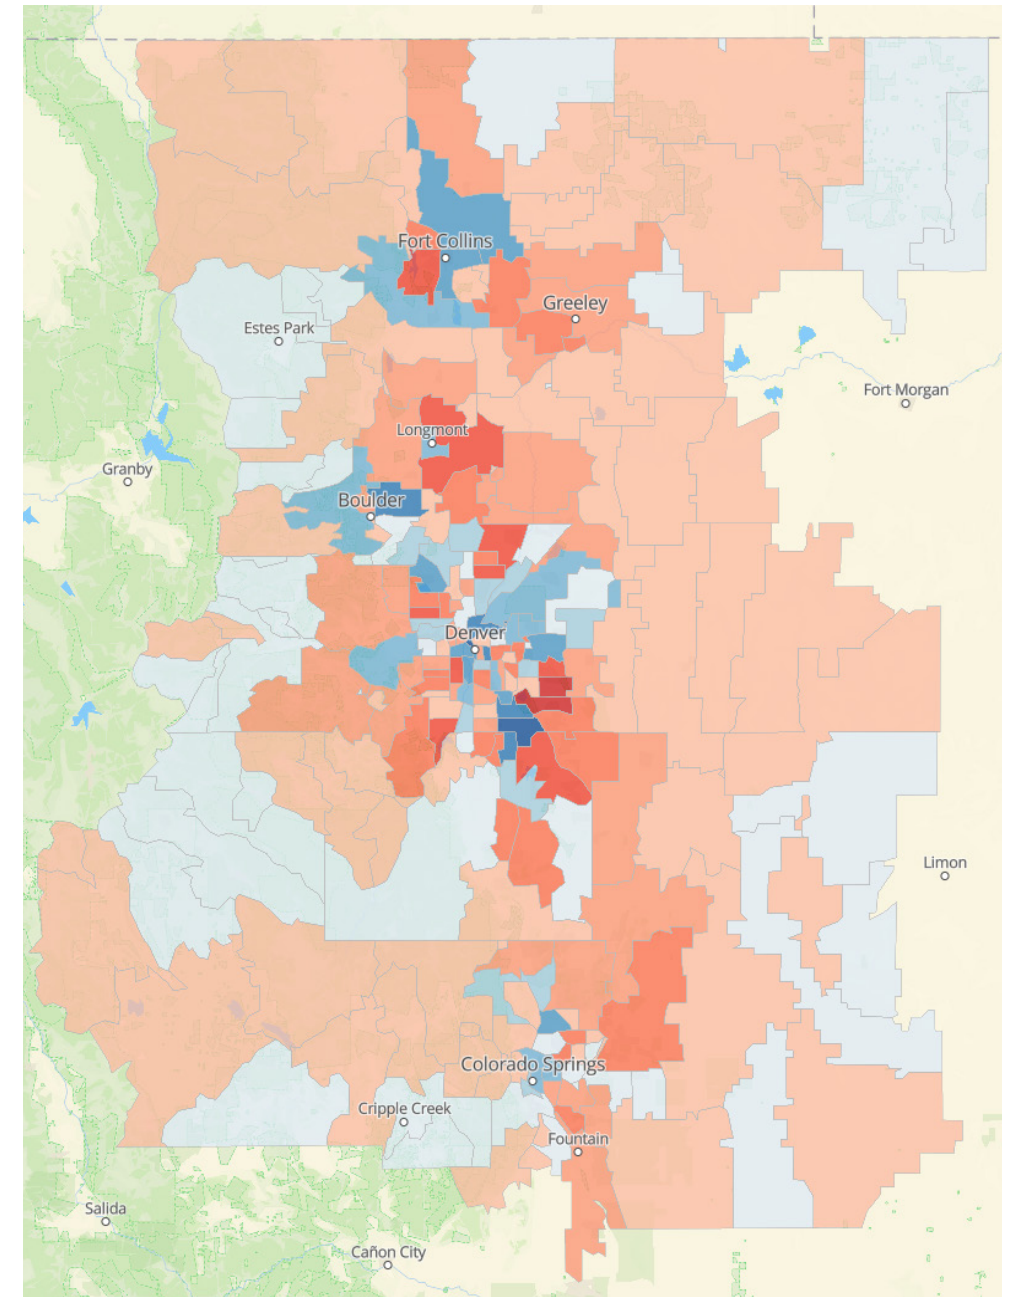 Fort Collins
Greeley
Estes Park
Fort Morgan
Longmont
Granby
Boulder
Denver
Limon
Colorado Springs
Cripple Creek
Fountain
Salida
Cañon City